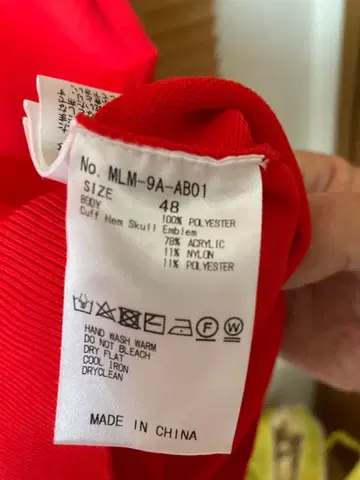 No. MLM-9A-AB01
SIZE 48
BODY
100% POLYESTER
Cuff Hem Skull Emblem
78% ACRYLIC
11% NYLON
11% POLYESTER
F W
HAND WASH WARM
DO NOT BLEACH
DRY FLAT
COOL IRON
DRYCLEAN
MADE IN CHINA